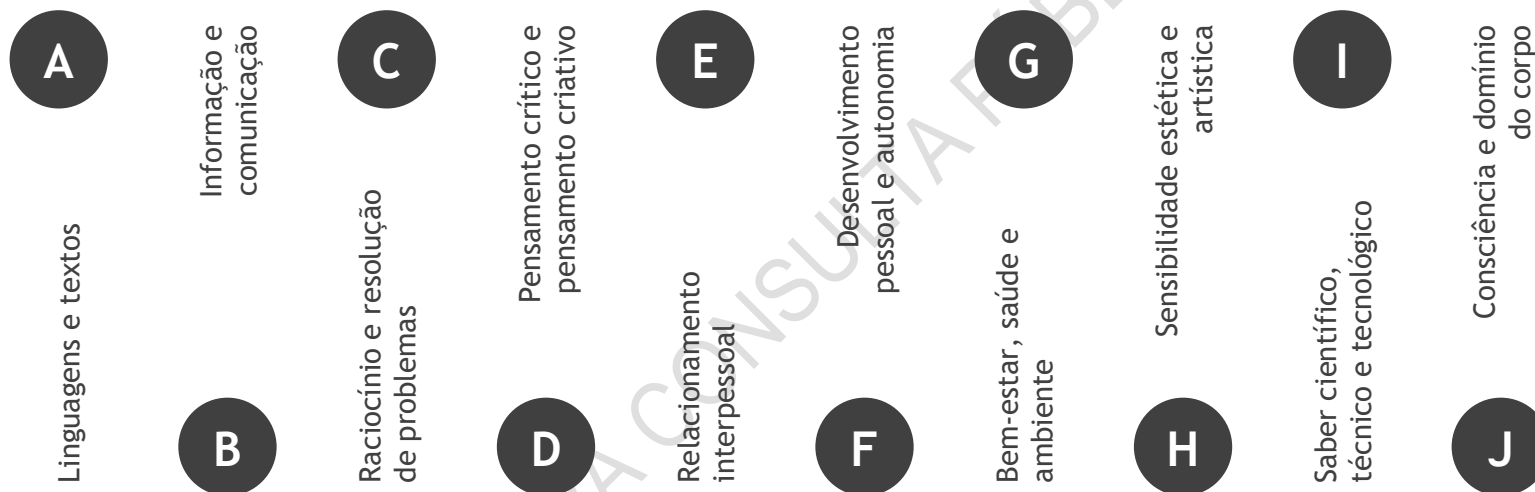 A
Linguagens e textos
Informação e
comunicação
B
C
Raciocínio e resolução
de problemas
Pensamento crítico e
pensamento criativo
D
E
Relacionamento
interpessoal
Desenvolvimento
pessoal e autonomia
F
G
Bem-estar, saúde e
ambiente
Sensibilidade estética e
artística
H
I
Saber científico,
técnico e tecnológico
Consciência e domínio
do corpo
J
CONSULTA